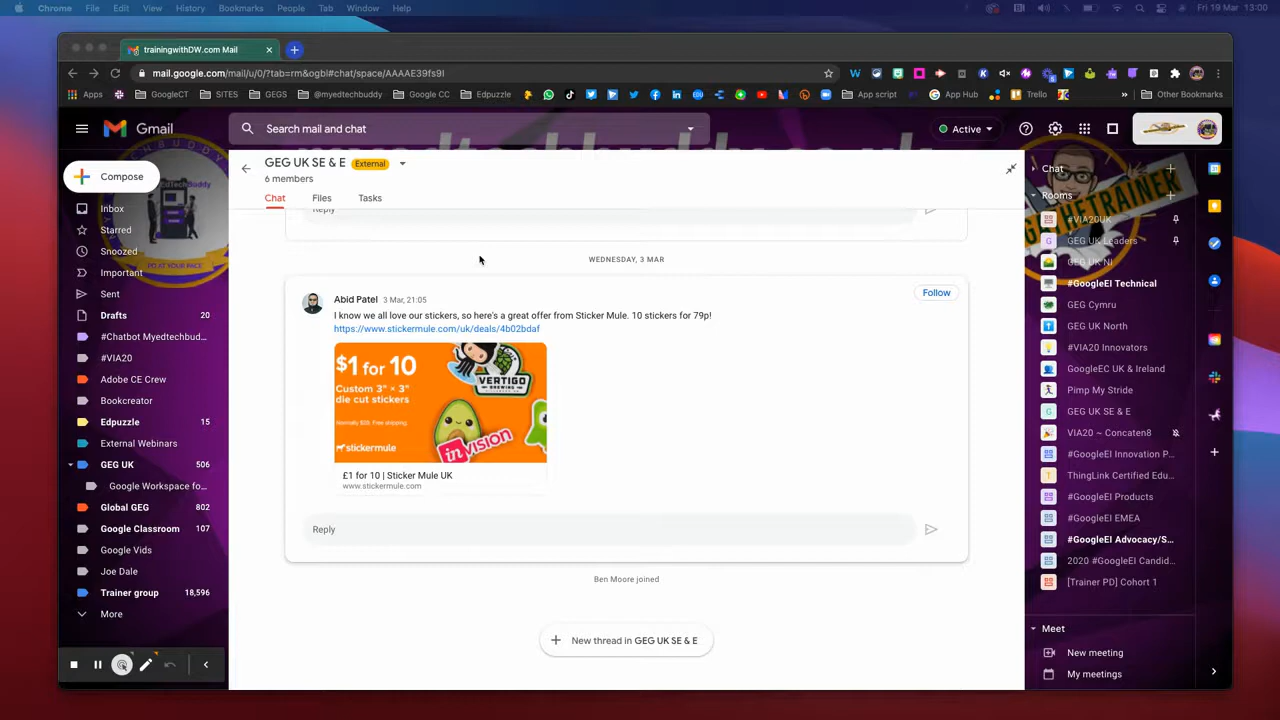 Chrome File Edit View History Bookmarks People Tab Window Help Fri 19 Mar 13:00
trainingwithDW.com Mail
mail.google.com/mail/u/0/?tab=rm&ogbl#chat/space/AAAAE39fs9I
Apps GoogleCT SITES GEGS @myedtechbuddy Google CC Edpuzzle App script App Hub Trello » Other Bookmarks
Gmail
Search mail and chat
Active
Compose
Inbox
Starred
Snoozed
Important
Sent
Drafts 20
#Chatbot Myedtechbud...
#VIA20
Adobe CE Crew
Bookcreator
Edpuzzle 15
External Webinars
GEG UK 506
Google Workspace fo...
Global GEG 802
Google Classroom 107
Google Vids
Joe Dale
Trainer group 18,596
More
GEG UK SE & E External
6 members
Chat Files Tasks
Reply
WEDNESDAY, 3 MAR
Abid Patel 3 Mar, 21:05
Follow
I know we all love our stickers, so here's a great offer from Sticker Mule. 10 stickers for 79p!
https://www.stickermule.com/uk/deals/4b02bdaf
$1 for 10
Custom 3" × 3"
die cut stickers
Normally $29. Free shipping.
stickermule
VERTIGO
BREWING
in VISION
£1 for 10 | Sticker Mule UK
www.stickermule.com
Reply
Ben Moore joined
New thread in GEG UK SE & E
Chat
Rooms
#VIA20UK
GEG UK Leaders
GEG UK NI
#GoogleEI Technical
GEG Cymru
GEG UK North
#VIA20 Innovators
GoogleEC UK & Ireland
Pimp My Stride
GEG UK SE & E
VIA20 ~ Concaten8
#GoogleEI Innovation P...
ThingLink Certified Edu...
#GoogleEI Products
#GoogleEI EMEA
#GoogleEI Advocacy/S...
2020 #GoogleEI Candid...
[Trainer PD] Cohort 1
Meet
New meeting
My meetings